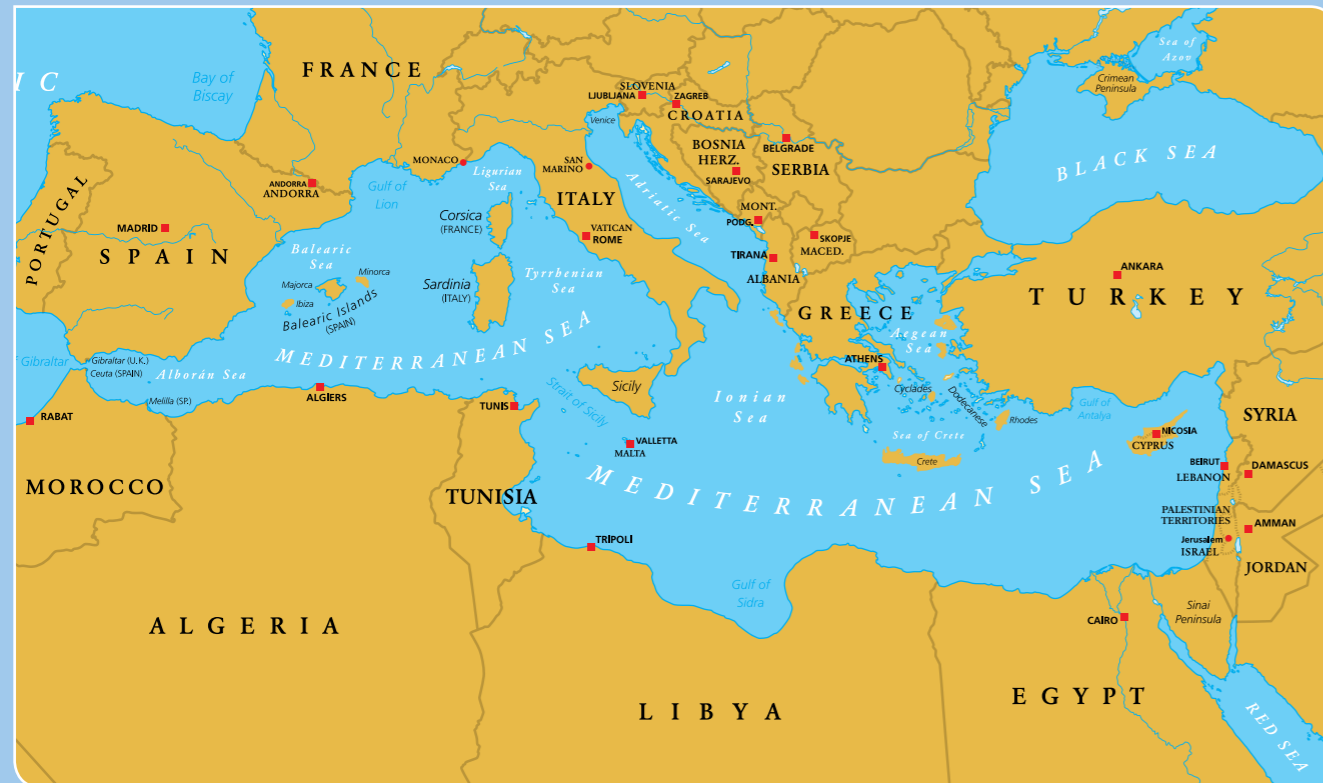 IC
Bay of
Biscay
FRANCE
SLOVENIA
LJUBLJANA
ZAGREB
CROATIA
Venice
BOSNIA
HERZ.
SARAJEVO
BELGRADE
SERBIA
Sea of
Azov
Crimean
Peninsula
BLACK SEA
MONACO
SAN
MARINO
Ligurian
Sea
ANDORRA
ANDORRA
Gulf of
Lion
Corsica
(FRANCE)
ITALY
Adriatic Sea
MONT.
PODG.
VATICAN
ROME
SKOPJE
MACED.
TIRANA
ALBANIA
PORTUGAL
MADRID
SPAIN
Balearic
Sea
Minorca
Majorca
Ibiza
Balearic Islands
(SPAIN)
Sardinia
(ITALY)
Tyrrhenian
Sea
ANKARA
TURKEY
GREECE
Aegean
Sea
ATHENS
MEDITERRANEAN SEA
of Gibraltar
Gibraltar (U.K.)
Ceuta (SPAIN)
Alborán Sea
Melilla (SP.)
RABAT
ALGIERS
TUNIS
Strait of Sicily
Sicily
Ionian
Sea
Cyclades
Dodecanese
Rhodes
Gulf of
Antalya
Sea of Crete
Crete
NICOSIA
CYPRUS
SYRIA
VALLETTA
MALTA
MEDITERRANEAN SEA
BEIRUT
LEBANON
DAMASCUS
MOROCCO
TUNISIA
PALESTINIAN
TERRITORIES
AMMAN
Jerusalem
ISRAEL
JORDAN
TRIPOLI
Gulf of
Sidra
Sinai
Peninsula
CAIRO
ALGERIA
LIBYA
EGYPT
RED SEA